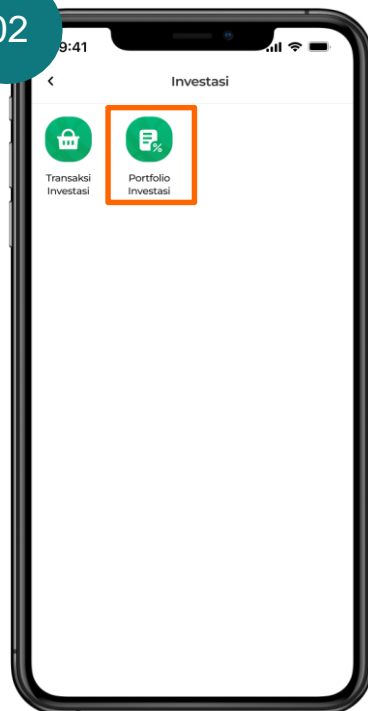 02
9:41
Investasi
Transaksi
Investasi
%
Portfolio
Investasi